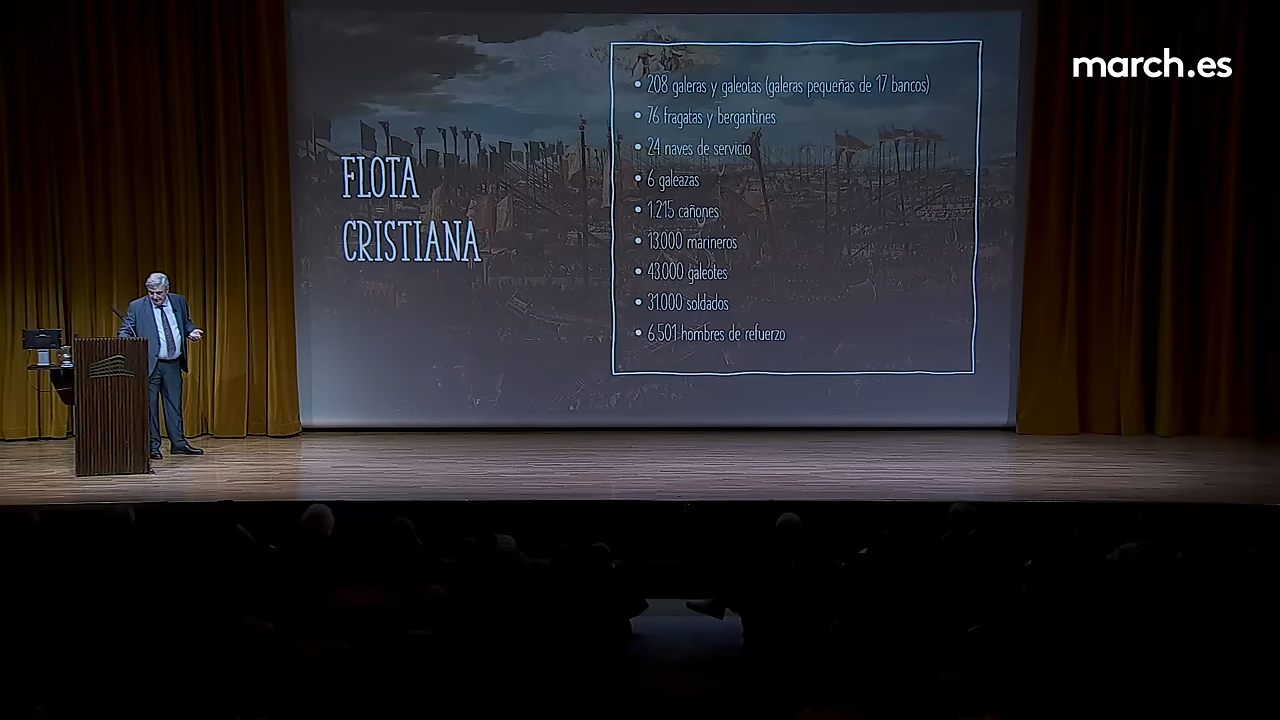 march.es
FLOTA
CRISTIANA
• 208 galeras y galeotas (galeras pequeñas de 17 bancos)
• 76 fragatas y bergantines
• 24 naves de servicio
• 6 galeazas
• 1.215 cañones
• 13.000 marineros
• 43.000 galeotes
• 31.000 soldados
• 6.501 hombres de refuerzo